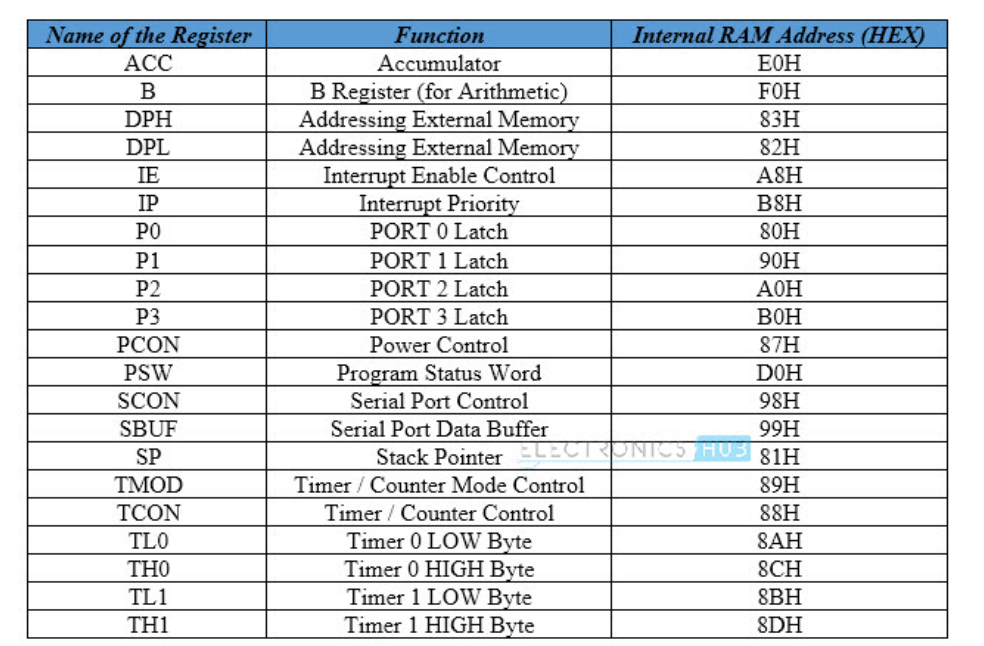 Name of the Register Function Internal RAM Address (HEX)
ACC Accumulator E0H
B B Register (for Arithmetic) F0H
DPH Addressing External Memory 83H
DPL Addressing External Memory 82H
IE Interrupt Enable Control A8H
IP Interrupt Priority B8H
P0 PORT 0 Latch 80H
P1 PORT 1 Latch 90H
P2 PORT 2 Latch A0H
P3 PORT 3 Latch B0H
PCON Power Control 87H
PSW Program Status Word D0H
SCON Serial Port Control 98H
SBUF Serial Port Data Buffer 99H
ELECTRONICS HUB
SP Stack Pointer 81H
TMOD Timer / Counter Mode Control 89H
TCON Timer / Counter Control 88H
TL0 Timer 0 LOW Byte 8AH
TH0 Timer 0 HIGH Byte 8CH
TL1 Timer 1 LOW Byte 8BH
TH1 Timer 1 HIGH Byte 8DH